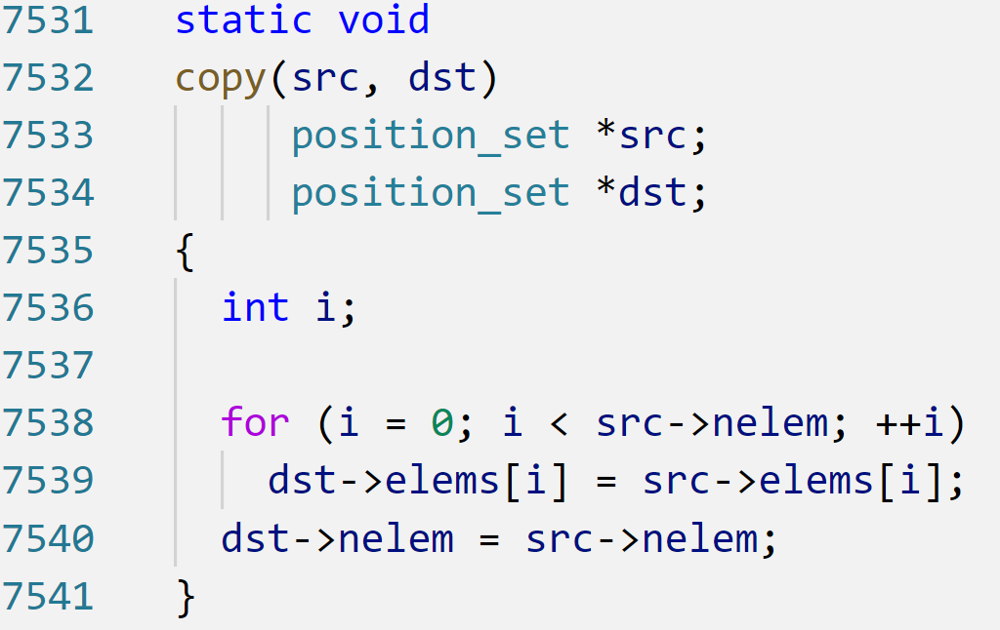 7531 static void
7532 copy(src, dst)
7533 position_set *src;
7534 position_set *dst;
7535 {
7536 int i;
7537
7538 for (i = 0; i < src->nelem; ++i)
7539 dst->elems[i] = src->elems[i];
7540 dst->nelem = src->nelem;
7541 }